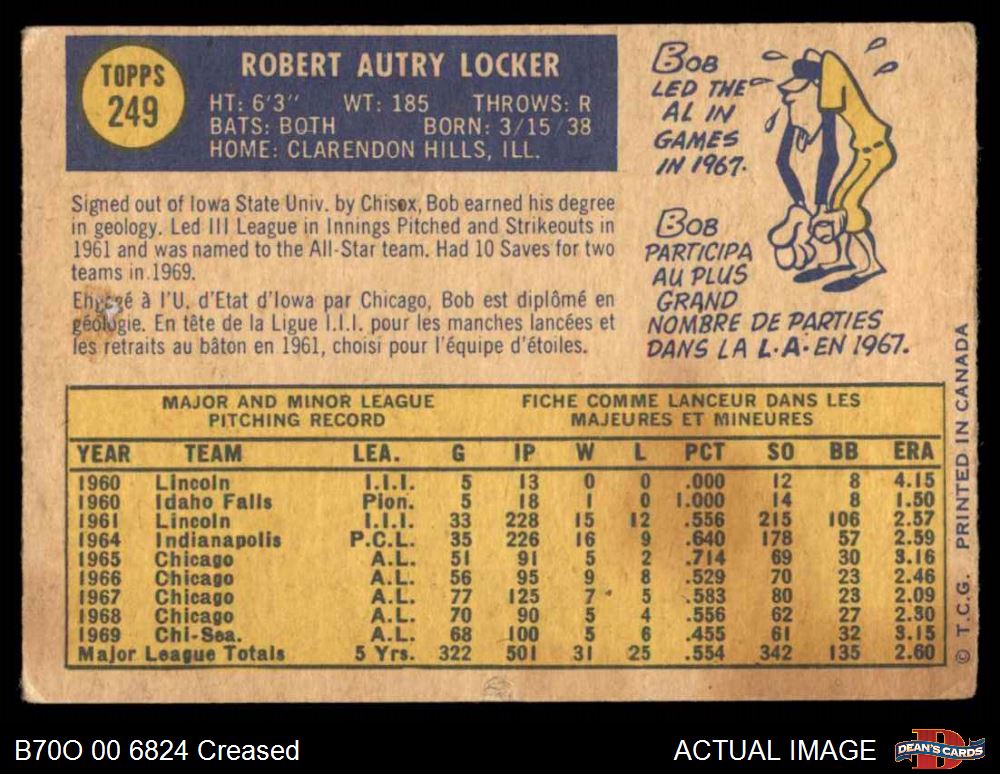 TOPPS
249
ROBERT AUTRY LOCKER
HT: 6'3" WT: 185 THROWS: R
BATS: BOTH BORN: 3/15/38
HOME: CLARENDON HILLS, ILL.
BOB
LED THE
AL IN
GAMES
IN 1967.
BOB
PARTICIPA
AU PLUS
GRAND
NOMBRE DE PARTIES
DANS LA L.A. EN 1967.
Signed out of Iowa State Univ. by Chisox, Bob earned his degree
in geology. Led III League in Innings Pitched and Strikeouts in
1961 and was named to the All-Star team. Had 10 Saves for two
teams in 1969.
Engagé à l'U. d'Etat d'Iowa par Chicago, Bob est diplômé en
géologie. En tête de la Ligue I.I.I. pour les manches lancées et
les retraits au bâton en 1961, choisi pour l'équipe d'étoiles.
MAJOR AND MINOR LEAGUE FICHE COMME LANCEUR DANS LES
PITCHING RECORD MAJEURES ET MINEURES
YEAR TEAM LEA. G IP W L PCT SO BB ERA
1960 Lincoln I.I.I. 5 13 0 0 .000 12 8 4.15
1960 Idaho Falls Pion. 5 18 1 0 1.000 14 8 1.50
1961 Lincoln I.I.I. 33 228 15 12 .556 215 106 2.57
1964 Indianapolis P.C.L. 35 226 16 9 .640 178 57 2.59
1965 Chicago A.L. 51 91 5 2 .714 69 30 3.16
1966 Chicago A.L. 56 95 9 8 .529 70 23 2.46
1967 Chicago A.L. 77 125 7 5 .583 80 23 2.09
1968 Chicago A.L. 70 90 5 4 .556 62 27 2.30
1969 Chi-Sea. A.L. 68 100 5 6 .455 61 32 3.15
Major League Totals 5 Yrs. 322 501 31 25 .554 342 135 2.60
© T.C.G. PRINTED IN CANADA
B70O 00 6824 Creased
ACTUAL IMAGE
DEAN'S CARDS